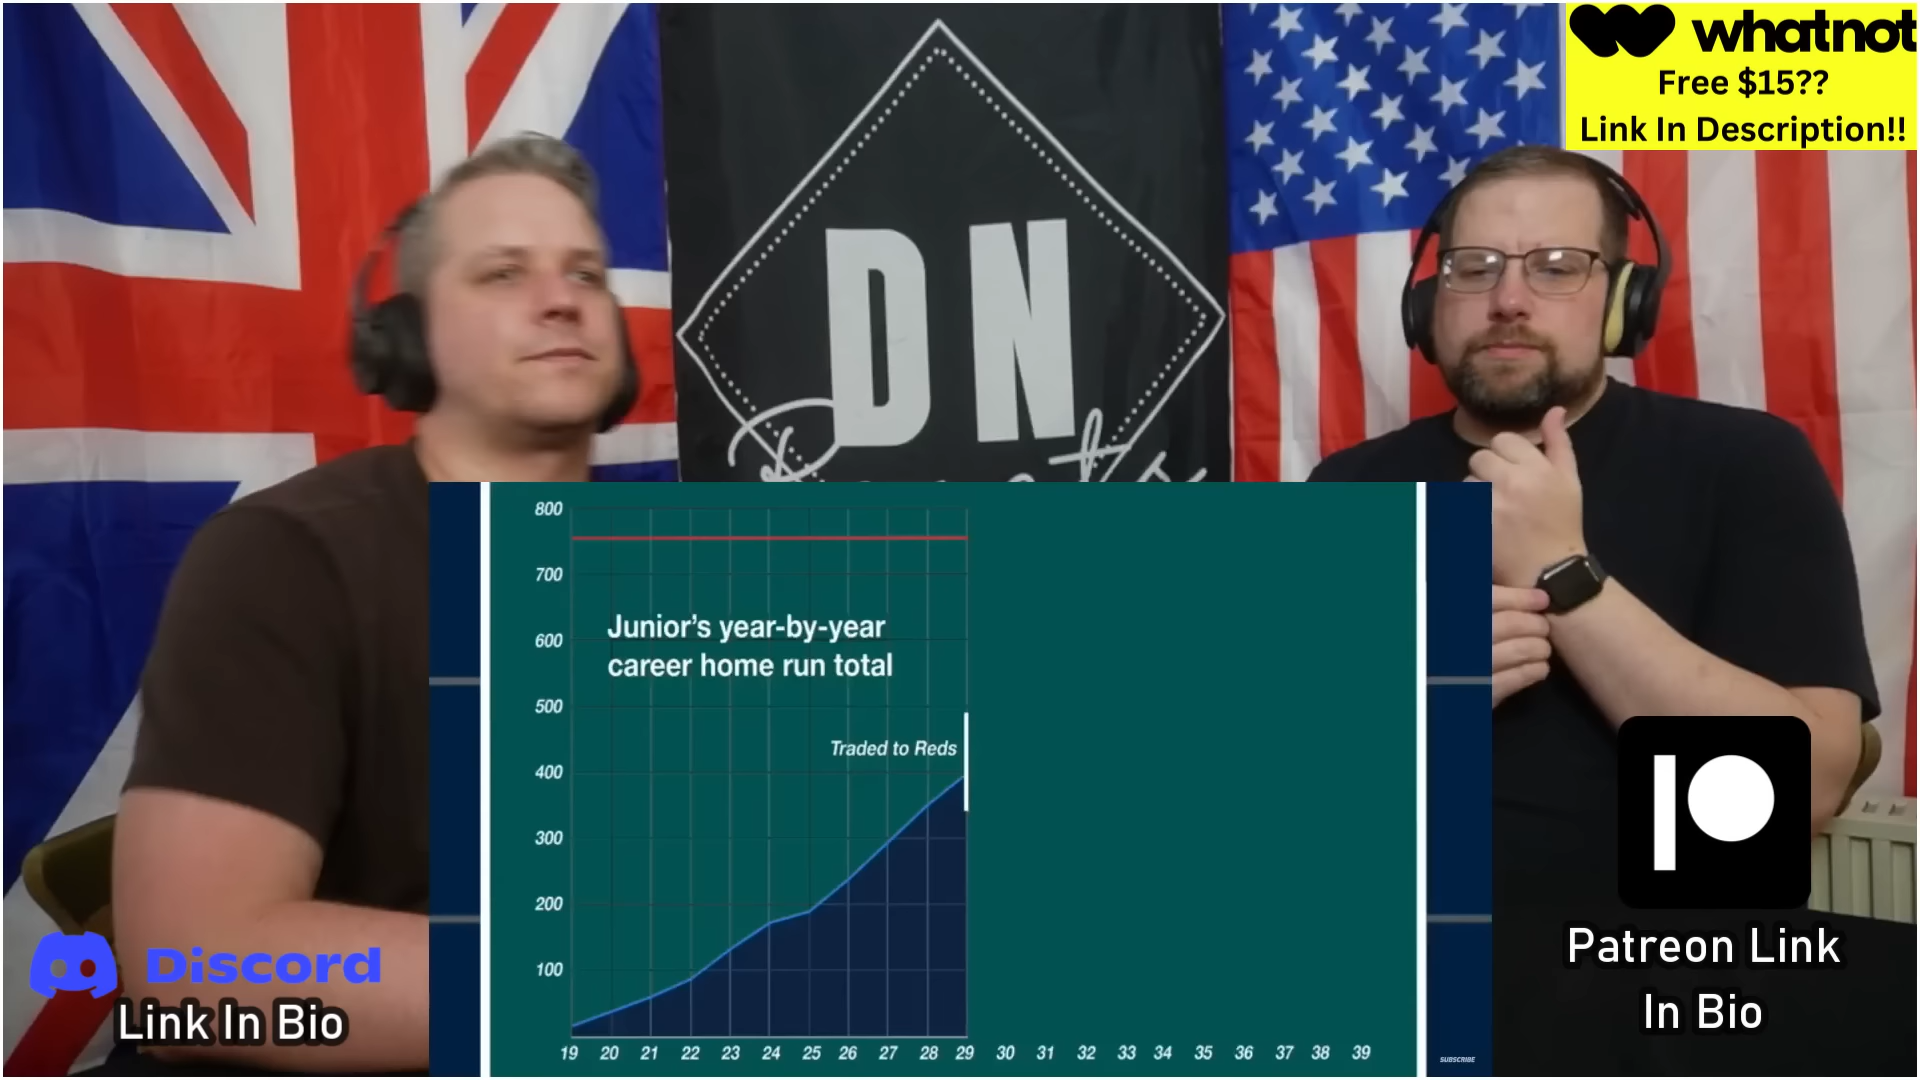 whatnot
Free $15??
Link In Description!!
DN
800
700
600
500
400
300
200
100
Junior's year-by-year
career home run total
Traded to Reds
19 20 21 22 23 24 25 26 27 28 29 30 31 32 33 34 35 36 37 38 39
SUBSCRIBE
Discord
Link In Bio
Patreon Link
In Bio